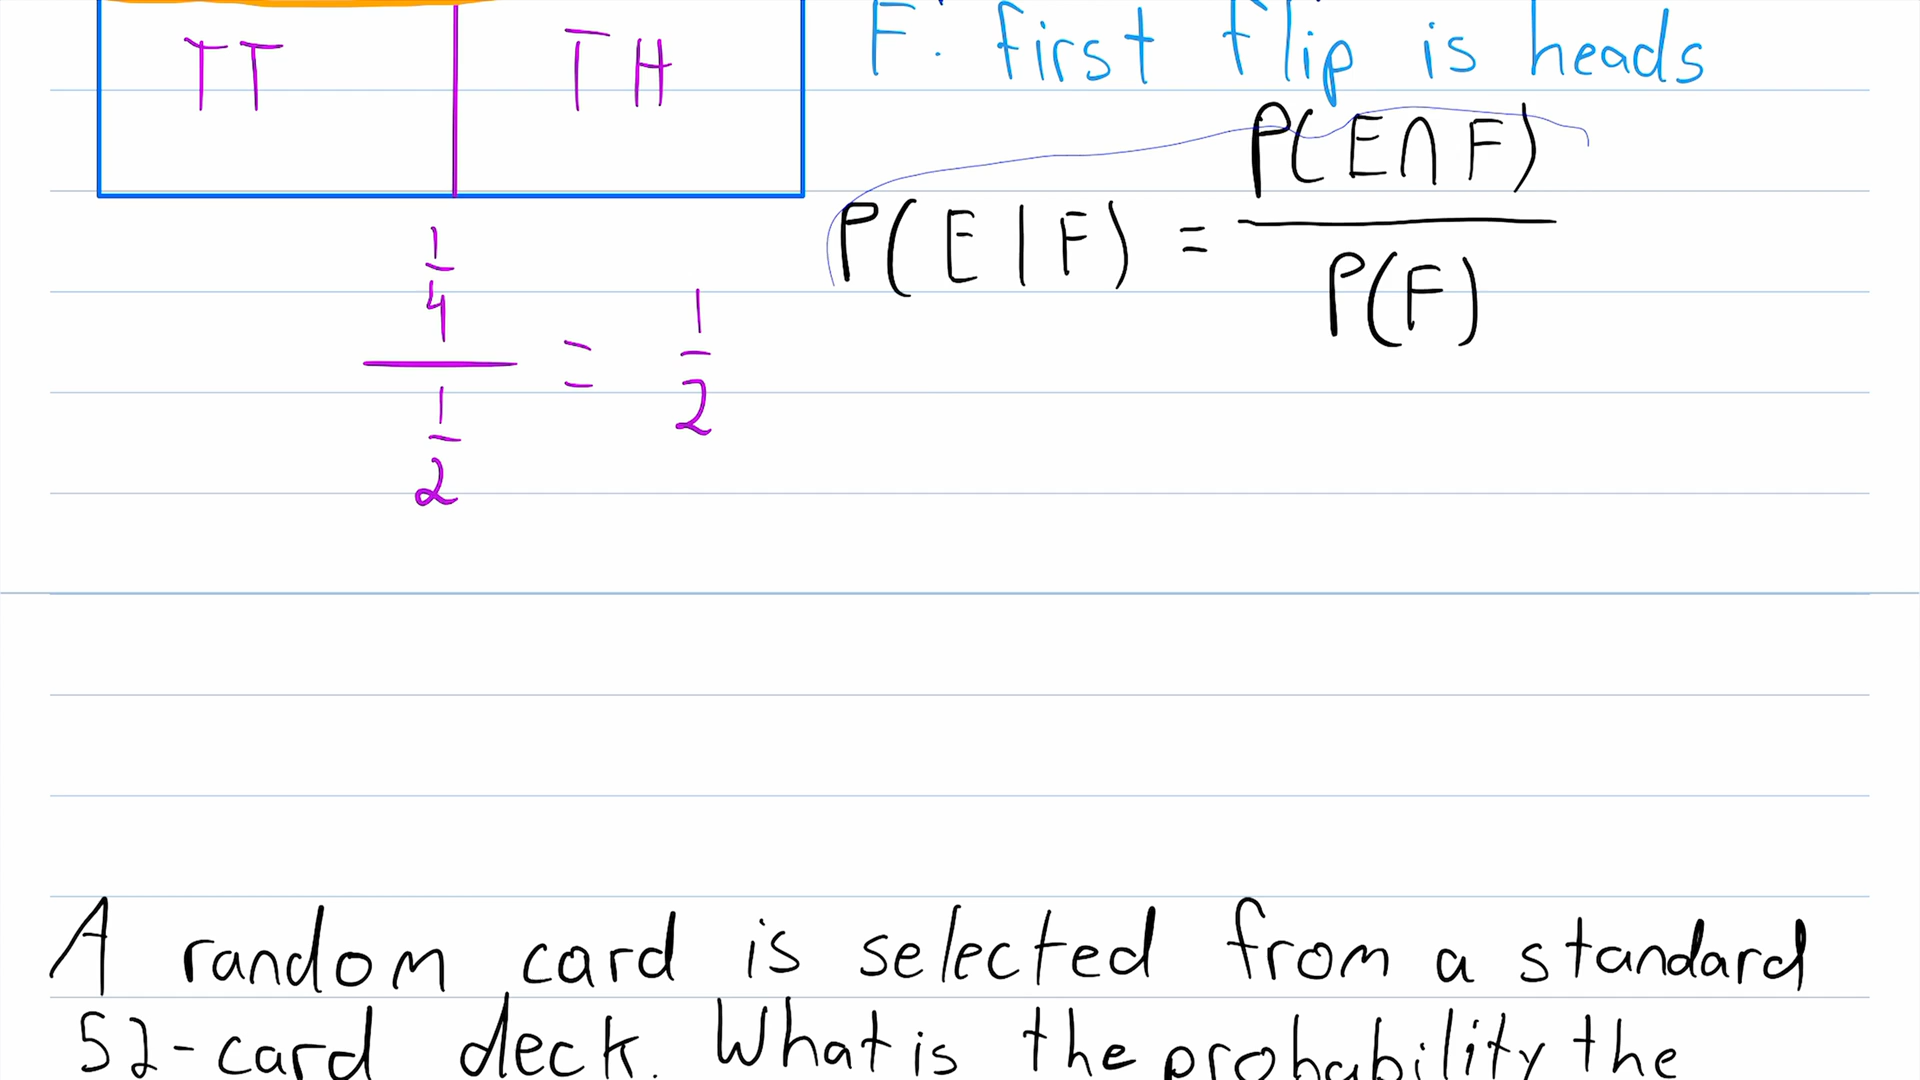 TT TH
F: first flip is heads
P(E|F) = P(E∩F) / P(F)
1/4 / 1/2 = 1/2
A random card is selected from a standard
52-card deck. What is the probability the